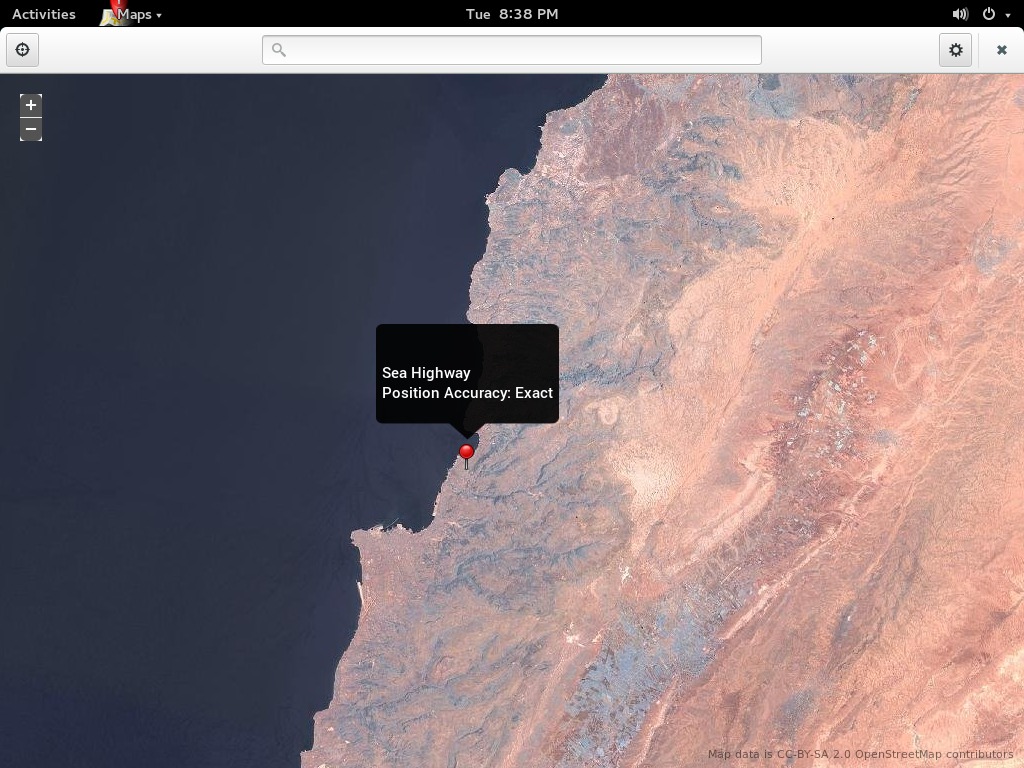 Activities Maps Tue 8:38 PM
+
−
Sea Highway
Position Accuracy: Exact
Map data is CC-BY-SA 2.0 OpenStreetMap contributors